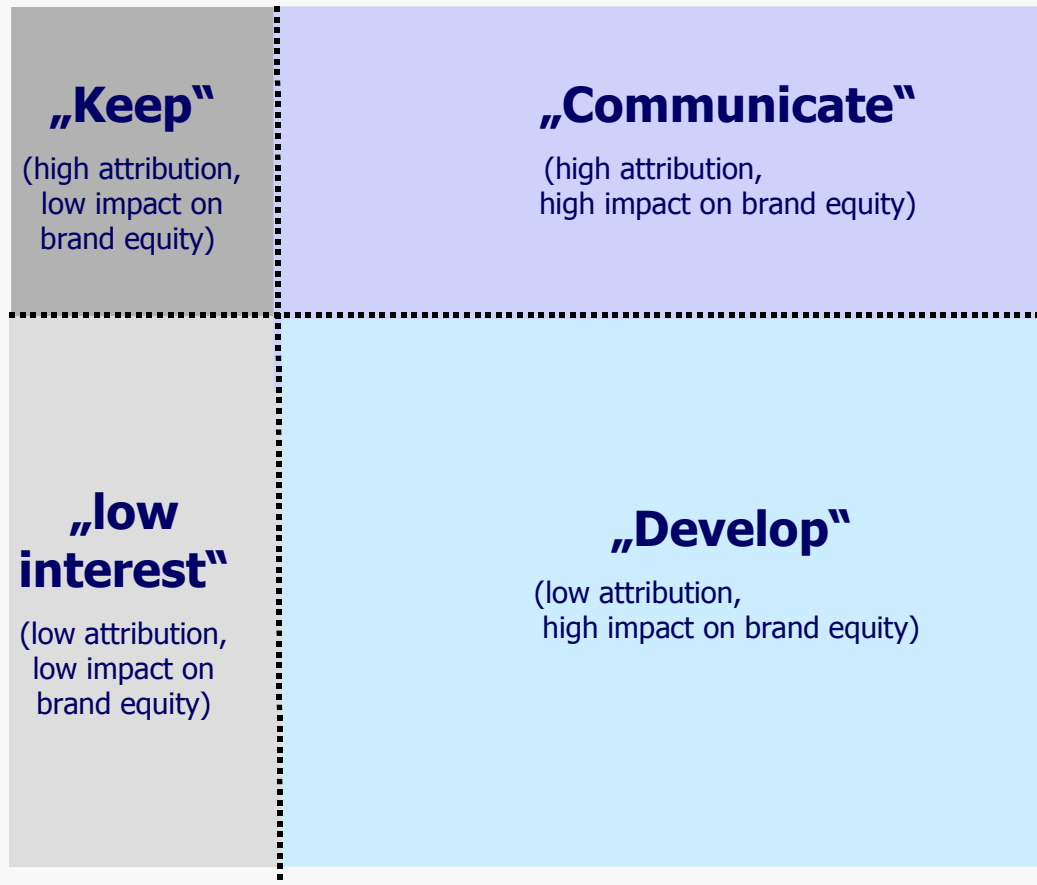 „Keep“
(high attribution,
low impact on
brand equity)
„Communicate“
(high attribution,
high impact on brand equity)
„low
interest“
(low attribution,
low impact on
brand equity)
„Develop“
(low attribution,
high impact on brand equity)